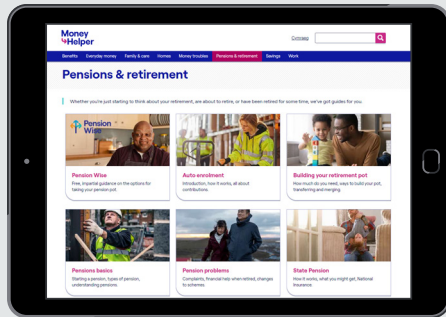 Money
Helper
Cymraeg
Benefits Everyday money Family & care Homes Money troubles Pensions & retirement Savings Work
Pensions & retirement
Whether you're just starting to think about your retirement, are about to retire, or have been retired for some time, we've got guides for you.
Pension
Wise
Pension Wise
Free, impartial guidance on the options for
taking your pension pot.
Auto enrolment
Introduction, how it works, all about
contributions.
Building your retirement pot
How much do you need, ways to build your pot,
transferring and merging.
Pensions basics
Starting a pension, types of pension,
understanding pensions.
Pension problems
Complaints, financial help when retired, changes
to schemes.
State Pension
How it works, what you might get, National
Insurance.